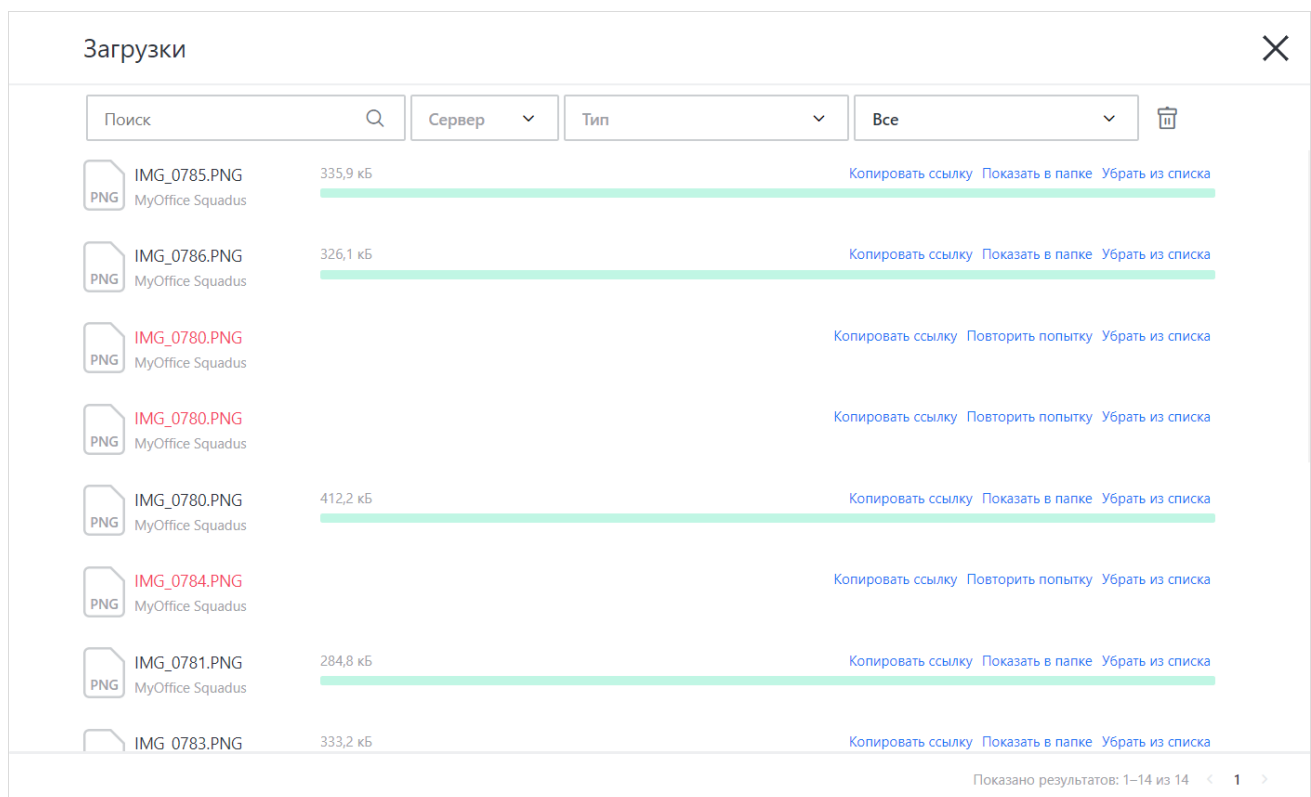 Загрузки
Поиск Сервер Тип Все
IMG_0785.PNG 335,9 кБ Копировать ссылку Показать в папке Убрать из списка
PNG MyOffice Squadus
IMG_0786.PNG 326,1 кБ Копировать ссылку Показать в папке Убрать из списка
PNG MyOffice Squadus
IMG_0780.PNG Копировать ссылку Повторить попытку Убрать из списка
PNG MyOffice Squadus
IMG_0780.PNG Копировать ссылку Повторить попытку Убрать из списка
PNG MyOffice Squadus
IMG_0780.PNG 412,2 кБ Копировать ссылку Показать в папке Убрать из списка
PNG MyOffice Squadus
IMG_0784.PNG Копировать ссылку Повторить попытку Убрать из списка
PNG MyOffice Squadus
IMG_0781.PNG 284,8 кБ Копировать ссылку Показать в папке Убрать из списка
PNG MyOffice Squadus
IMG_0783.PNG 333,2 кБ Копировать ссылку Показать в папке Убрать из списка
Показано результатов: 1–14 из 14 < 1 >